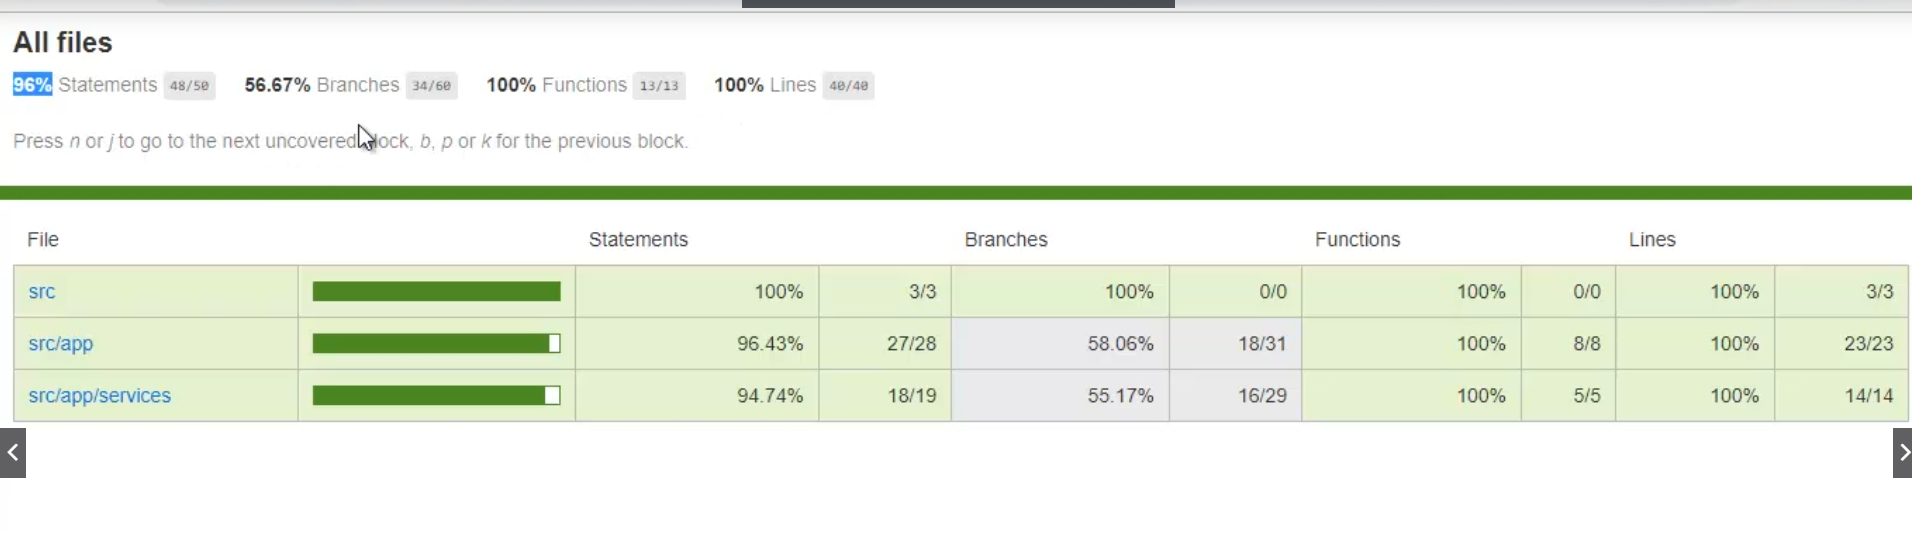 All files
96% Statements 48/50 56.67% Branches 34/60 100% Functions 13/13 100% Lines 40/40
Press n or j to go to the next uncovered lock, b, p or k for the previous block.
File Statements Branches Functions Lines
src 100% 3/3 100% 0/0 100% 0/0 100% 3/3
src/app 96.43% 27/28 58.06% 18/31 100% 8/8 100% 23/23
src/app/services 94.74% 18/19 55.17% 16/29 100% 5/5 100% 14/14